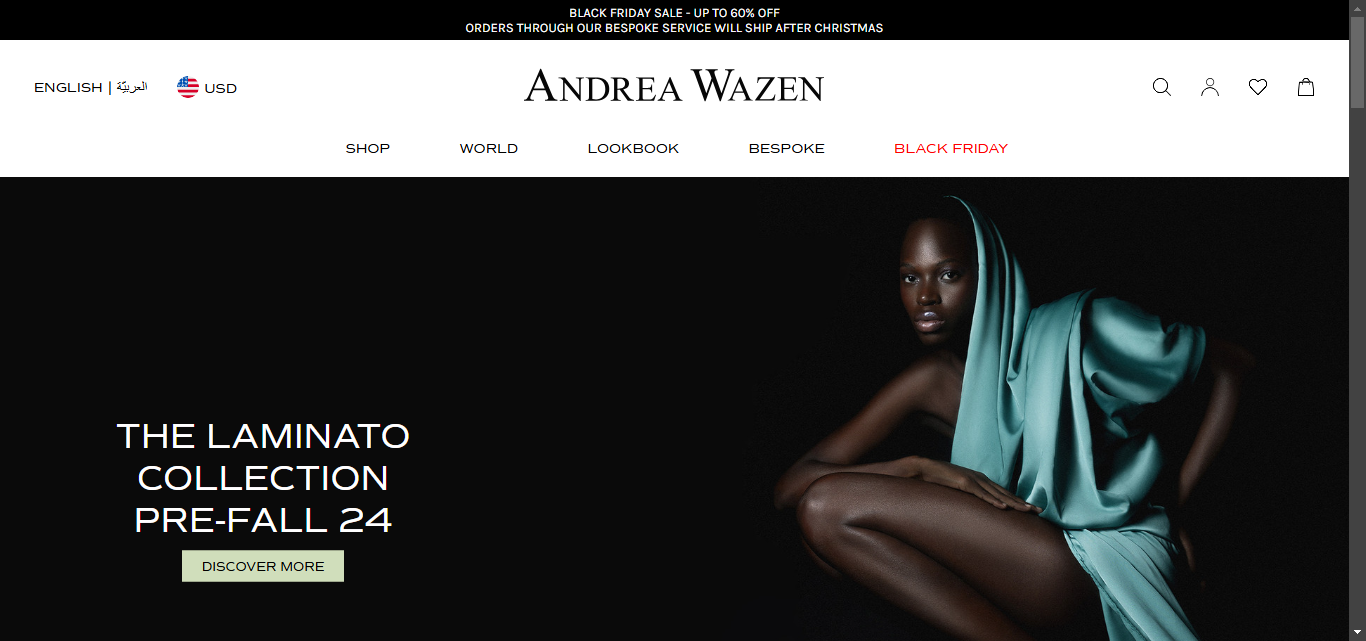 BLACK FRIDAY SALE - UP TO 60% OFF
ORDERS THROUGH OUR BESPOKE SERVICE WILL SHIP AFTER CHRISTMAS
ENGLISH | العربيّة
USD
ANDREA WAZEN
SHOP
WORLD
LOOKBOOK
BESPOKE
BLACK FRIDAY
THE LAMINATO
COLLECTION
PRE-FALL 24
DISCOVER MORE